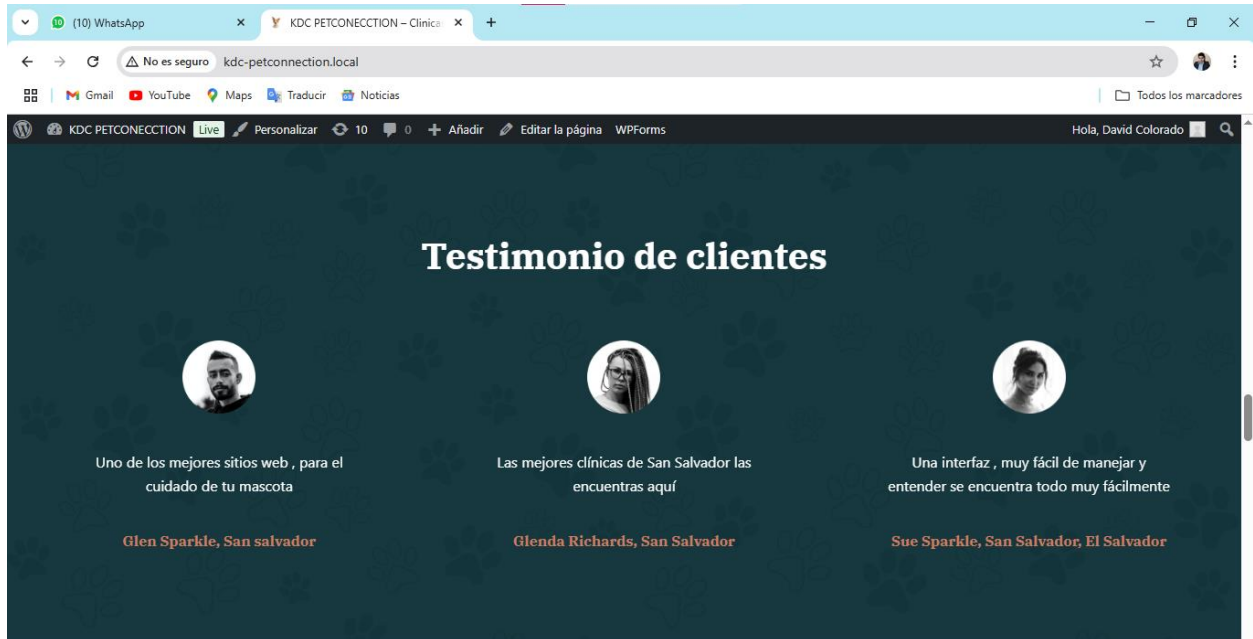 (10) WhatsApp
KDC PETCONECCTION – Clinica
No es seguro
kdc-petconnection.local
Gmail
YouTube
Maps
Traducir
Noticias
Todos los marcadores
KDC PETCONECCTION
Live
Personalizar
10
0
Añadir
Editar la página
WPForms
Hola, David Colorado
Testimonio de clientes
Uno de los mejores sitios web , para el
cuidado de tu mascota
Glen Sparkle, San salvador
Las mejores clínicas de San Salvador las
encuentras aquí
Glenda Richards, San Salvador
Una interfaz , muy fácil de manejar y
entender se encuentra todo muy fácilmente
Sue Sparkle, San Salvador, El Salvador